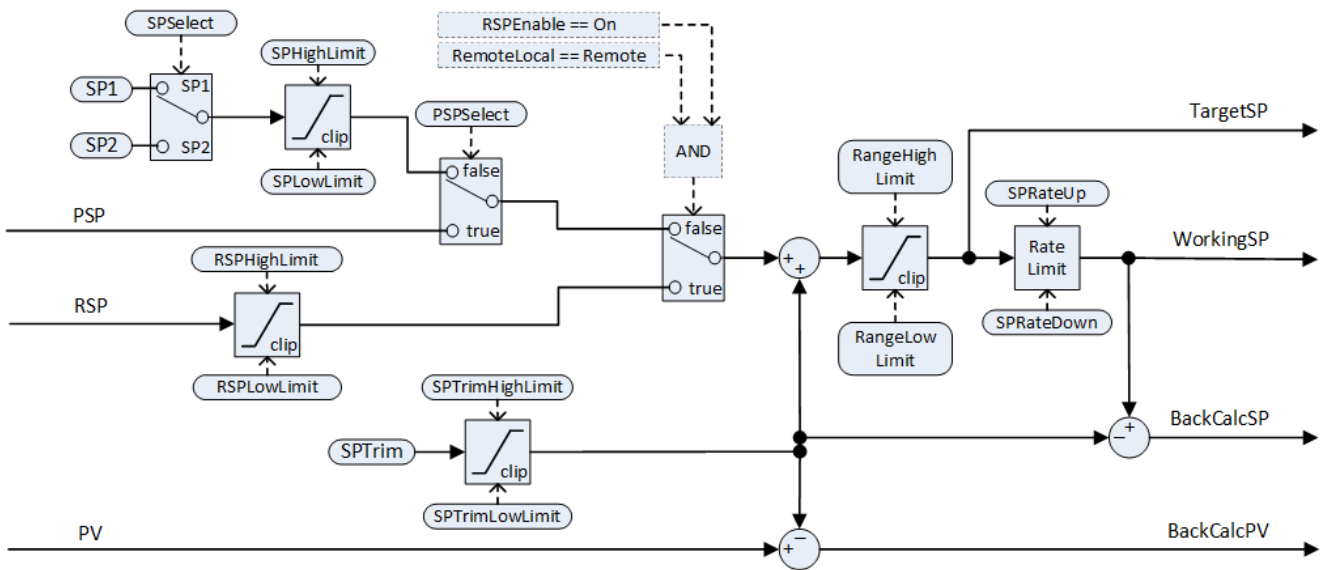 SPSelect
SPHighLimit
RSPEnable == On
RemoteLocal == Remote
SP1
SP1
SP2
SP2
clip
SPLowLimit
PSPSelect
false
true
AND
TargetSP
RangeHigh
Limit
SPRateUp
PSP
false
true
+
+
clip
Rate
Limit
WorkingSP
RSPHighLimit
RSP
clip
RSPLowLimit
RangeLow
Limit
SPRateDown
SPTrimHighLimit
SPTrim
clip
SPTrimLowLimit
+
−
BackCalcSP
PV
+
−
BackCalcPV